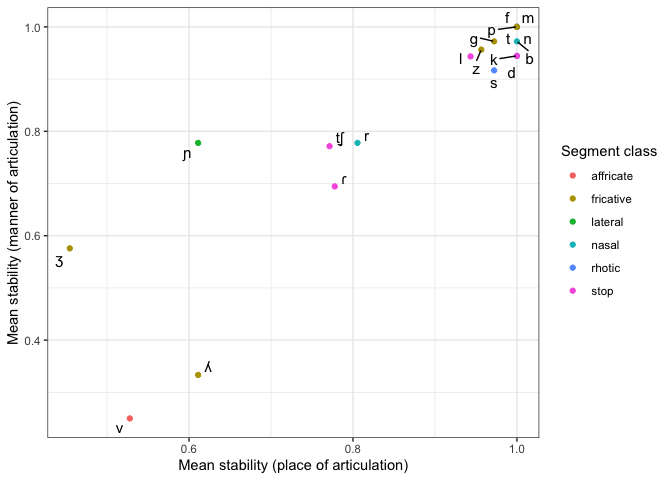 1.0
0.8
0.6
0.4
Mean stability (manner of articulation)
f m
p
g t n
l k b
z d
s
ɲ
tʃ r
ɾ
ʒ
ʎ
v
0.6 0.8 1.0
Mean stability (place of articulation)
Segment class
affricate
fricative
lateral
nasal
rhotic
stop